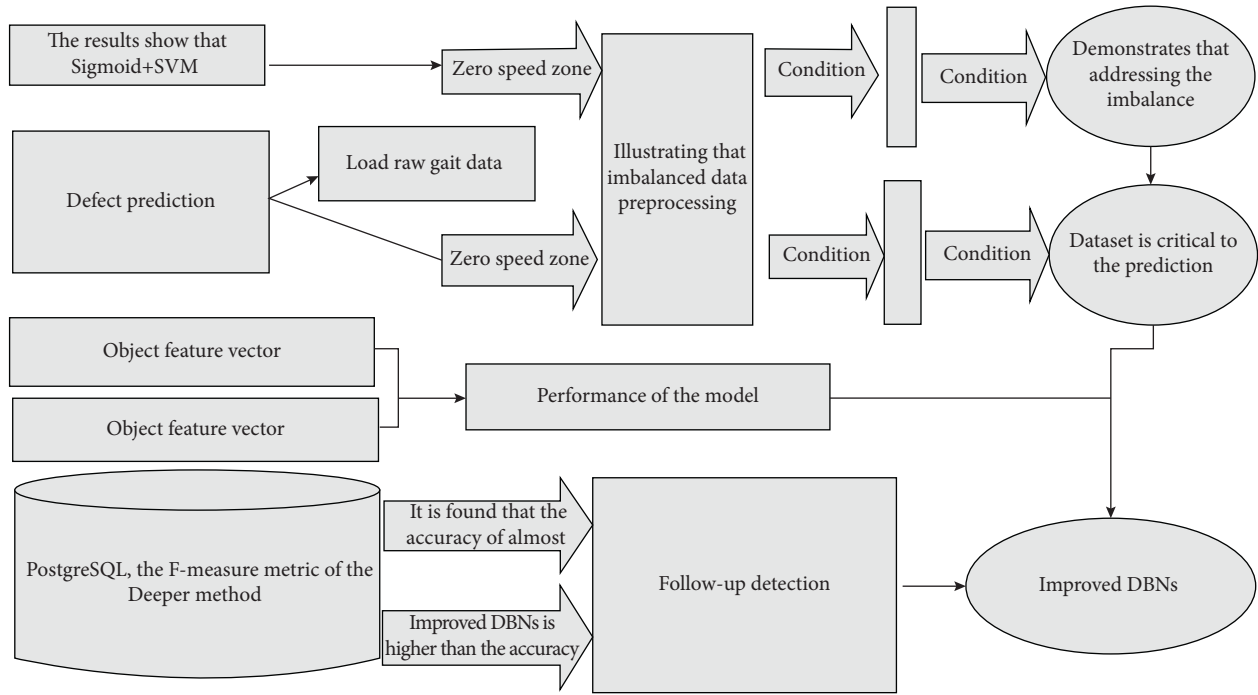 The results show that
Sigmoid+SVM
Zero speed zone
Condition
Condition
Demonstrates that
addressing the
imbalance
Defect prediction
Load raw gait data
Zero speed zone
Illustrating that
imbalanced data
preprocessing
Condition
Condition
Dataset is critical to
the prediction
Object feature vector
Object feature vector
Performance of the model
PostgreSQL, the F-measure metric of the
Deeper method
It is found that the
accuracy of almost
Improved DBNs is
higher than the accuracy
Follow-up detection
Improved DBNs